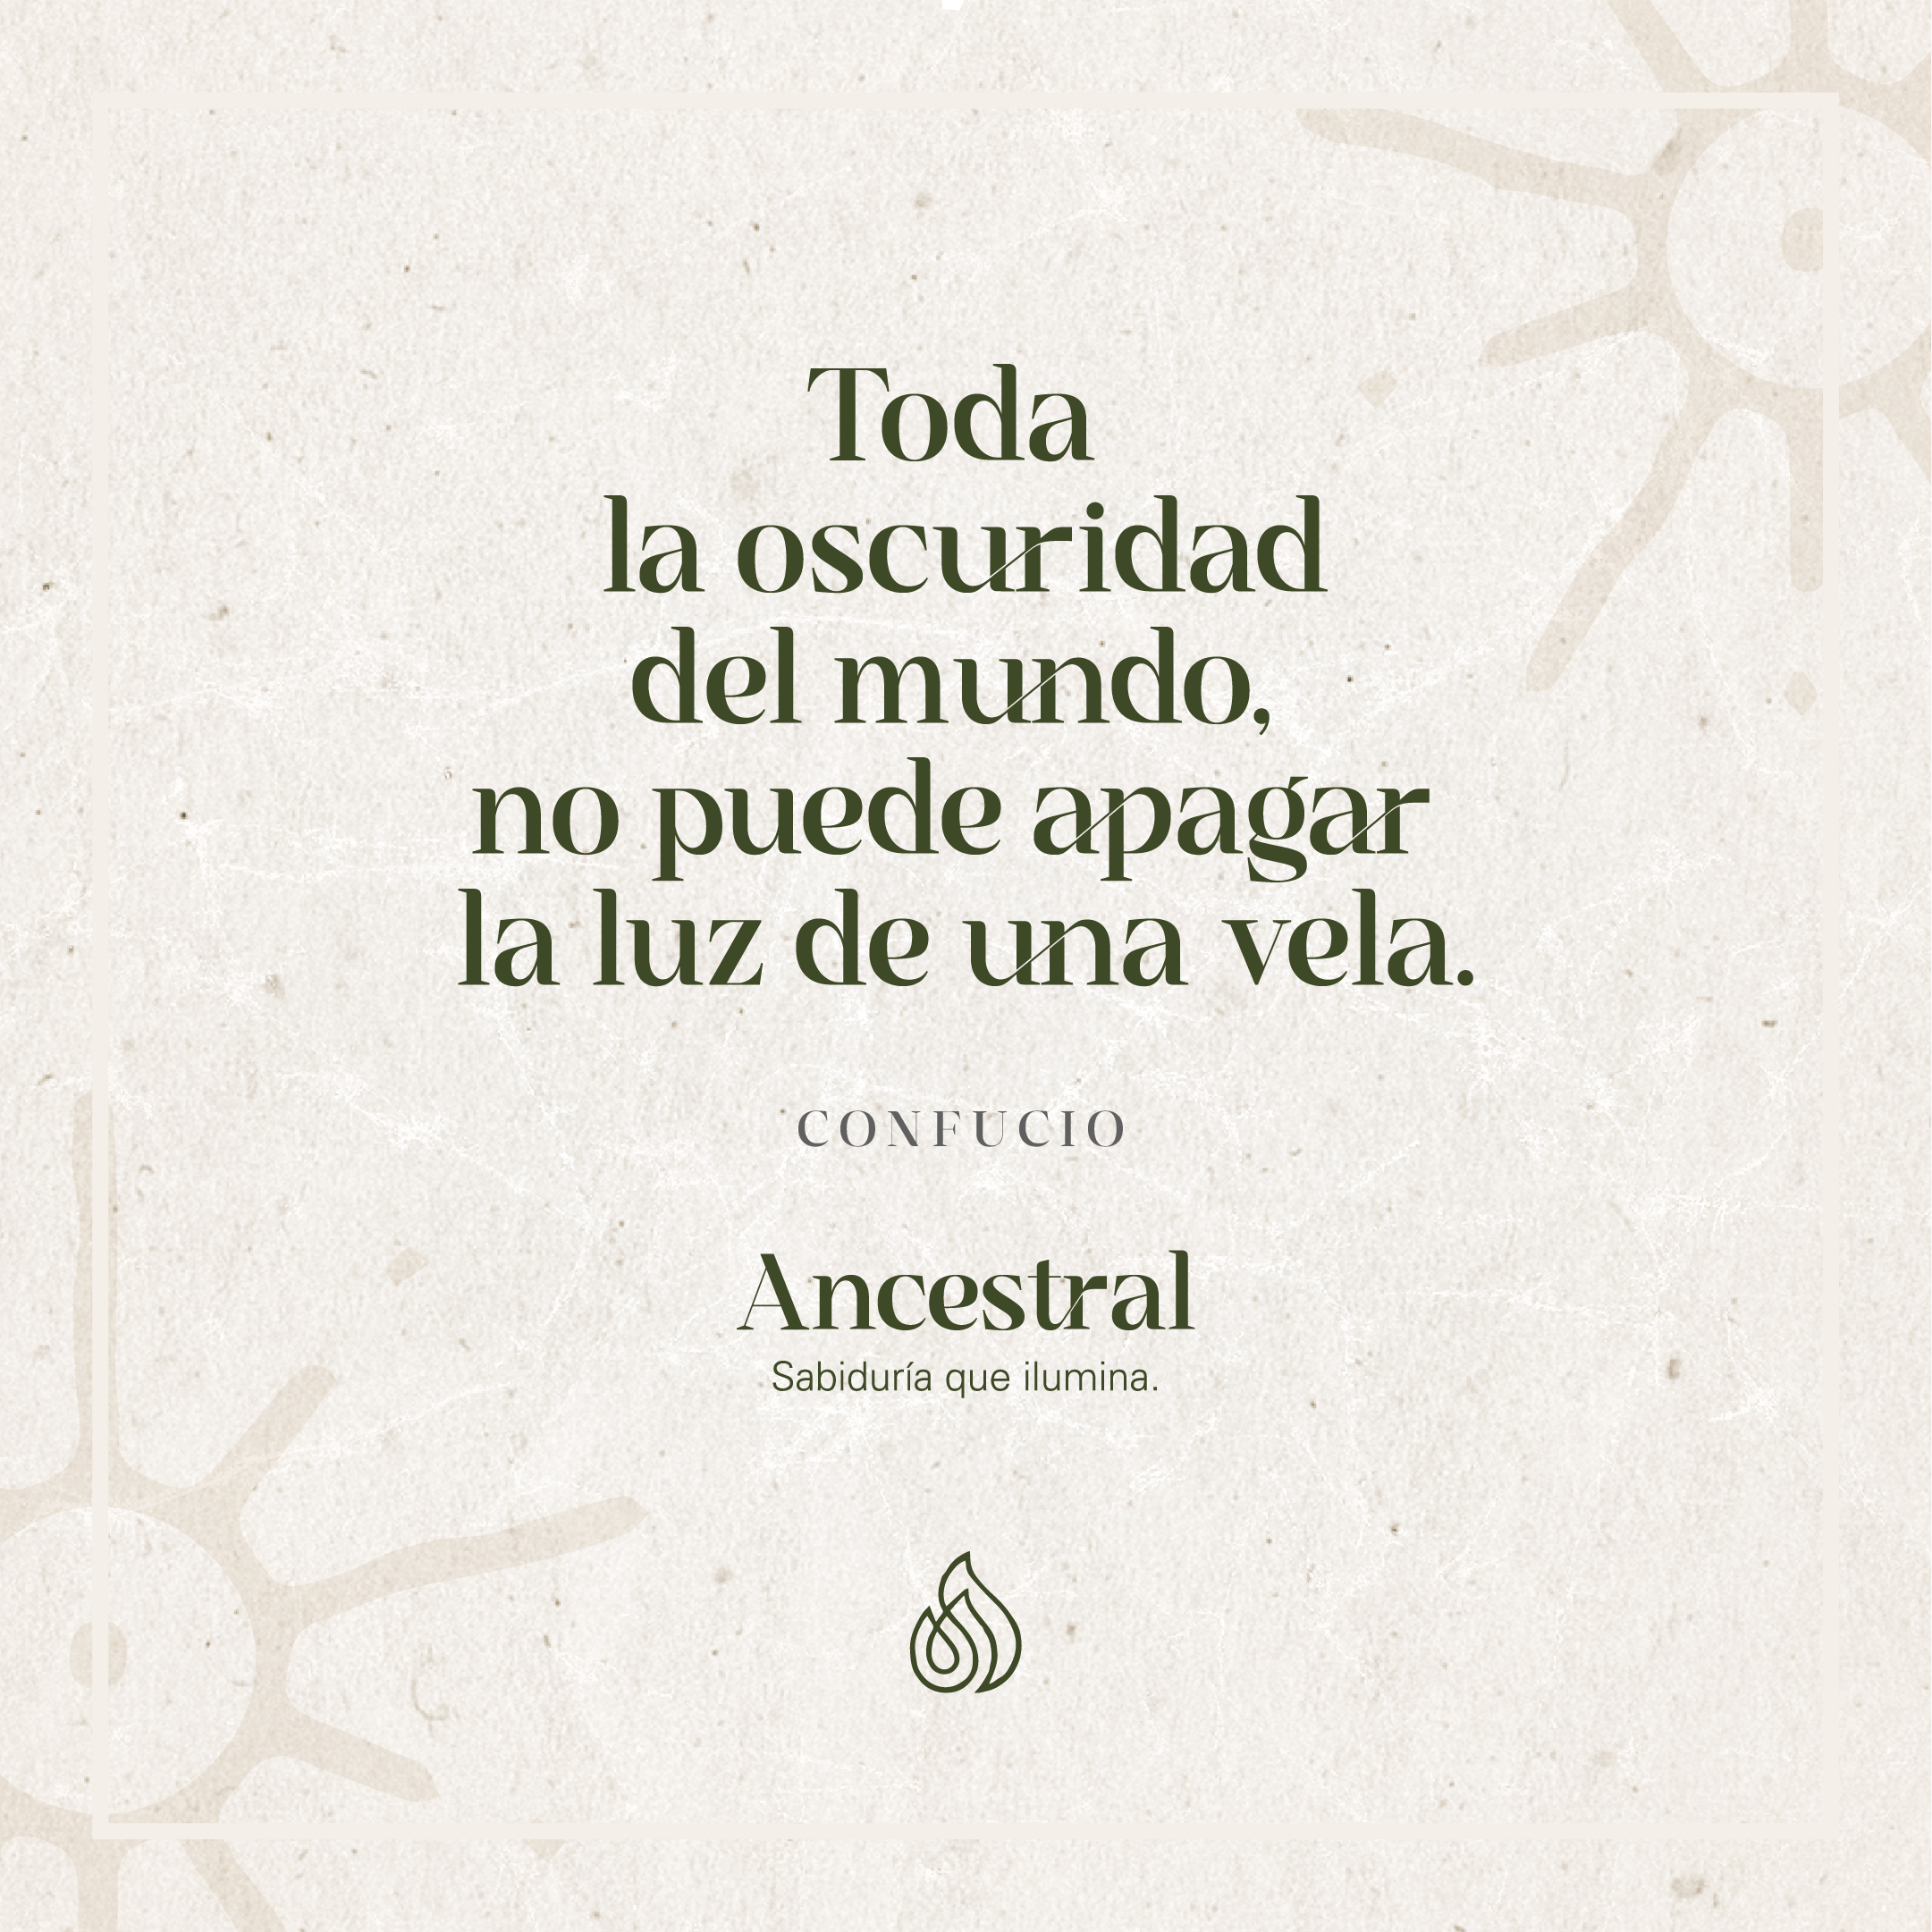 Toda
la oscuridad
del mundo,
no puede apagar
la luz de una vela.
CONFUCIO
Ancestral
Sabiduría que ilumina.